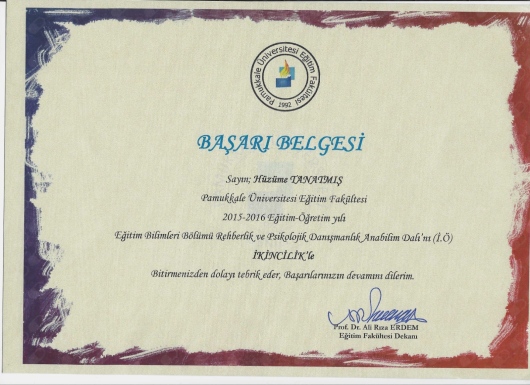 Pamukkale Üniversitesi Eğitim Fakültesi
1992
BAŞARI BELGESİ
Sayın; Hüzüme TANATMIŞ
Pamukkale Üniversitesi Eğitim Fakültesi
2015-2016 Eğitim-Öğretim yılı
Eğitim Bilimleri Bölümü Rehberlik ve Psikolojik Danışmanlık Anabilim Dalı'nı (İ.Ö)
İKİNCİLİK'le
Bitirmenizden dolayı tebrik eder, Başarılarınızın devamını dilerim.
Prof. Dr. Ali Rıza ERDEM
Eğitim Fakültesi Dekanı